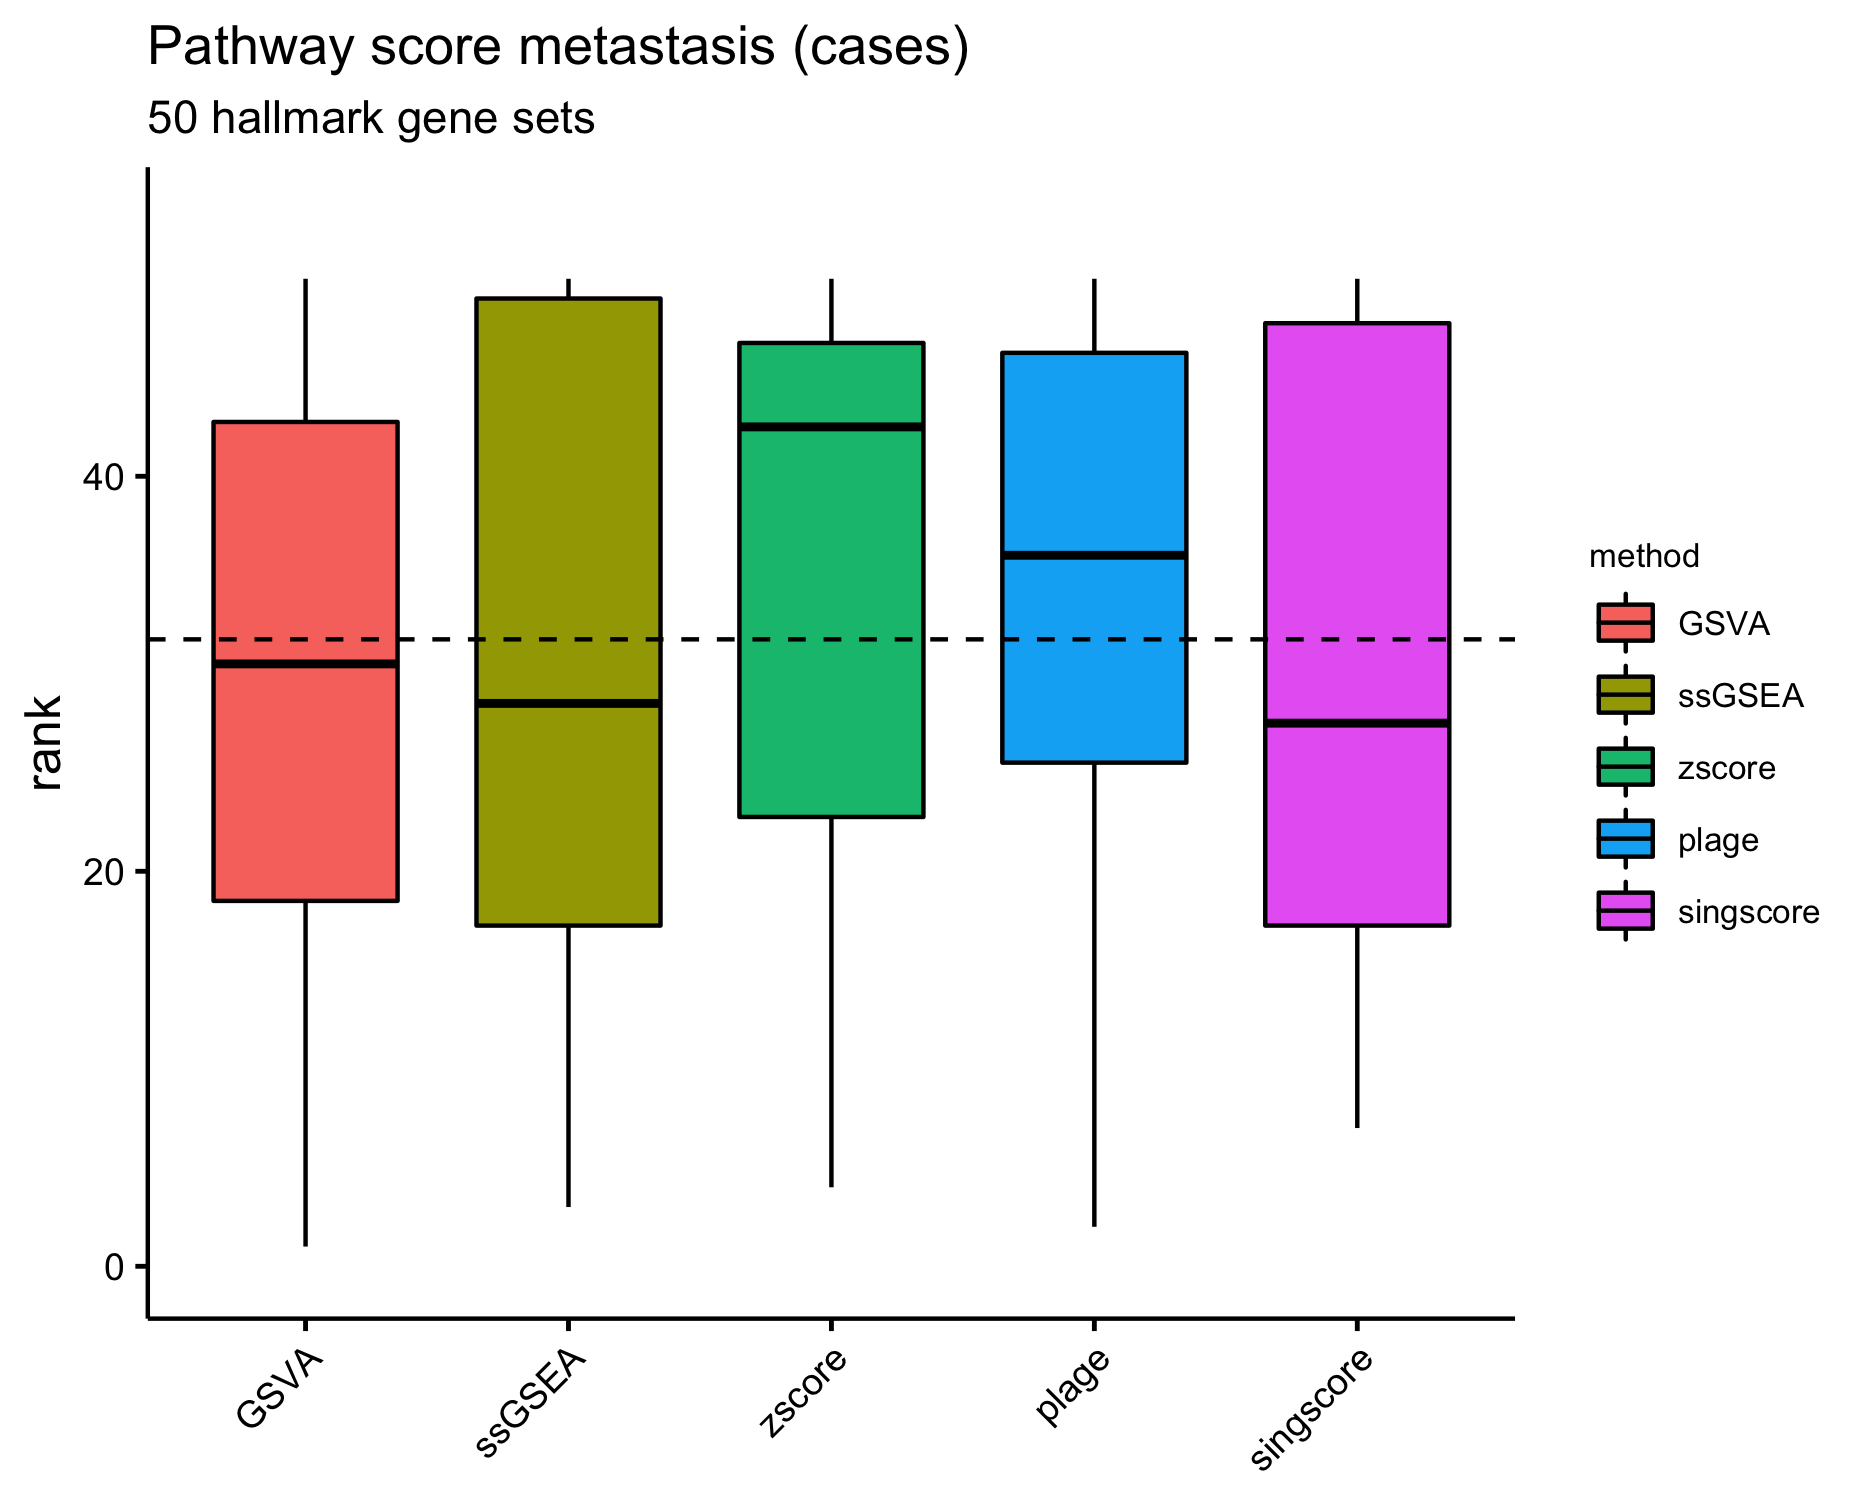 Pathway score metastasis (cases)
50 hallmark gene sets
rank
40
20
0
GSVA
ssGSEA
zscore
plage
singscore
method
GSVA
ssGSEA
zscore
plage
singscore